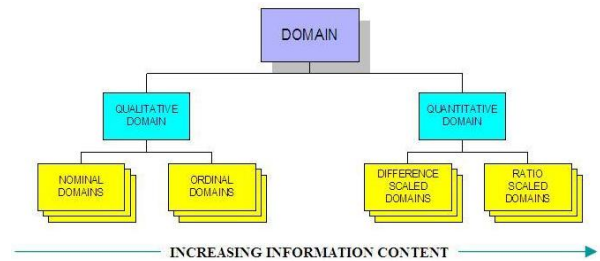 DOMAIN
QUALITATIVE
DOMAIN
QUANTITATIVE
DOMAIN
NOMINAL
DOMAINS
ORDINAL
DOMAINS
DIFFERENCE
SCALED
DOMAINS
RATIO
SCALED
DOMAINS
INCREASING INFORMATION CONTENT